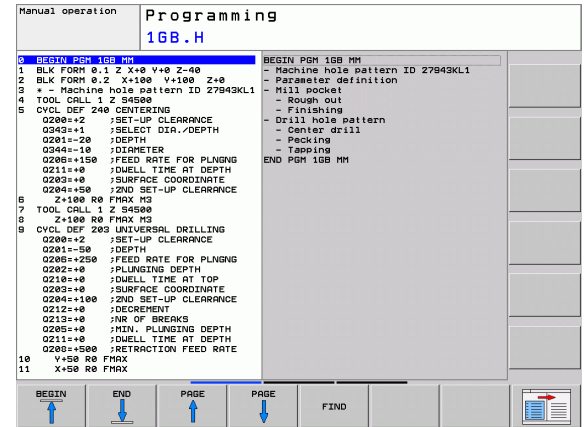 Manual operation
Programming
1GB.H
0 BEGIN PGM 1GB MM
1 BLK FORM 0.1 Z X+0 Y+0 Z-40
2 BLK FORM 0.2 X+100 Y+100 Z+0
3 * - Machine hole pattern ID 27943KL1
4 TOOL CALL 1 Z S4500
5 CYCL DEF 240 CENTERING
Q200=+2 ;SET-UP CLEARANCE
Q343=+1 ;SELECT DIA./DEPTH
Q201=-20 ;DEPTH
Q344=-10 ;DIAMETER
Q206=+150 ;FEED RATE FOR PLNGNG
Q211=+0 ;DWELL TIME AT DEPTH
Q203=+0 ;SURFACE COORDINATE
Q204=+50 ;2ND SET-UP CLEARANCE
6 Z+100 R0 FMAX M3
7 TOOL CALL 1 Z S4500
8 Z+100 R0 FMAX M3
9 CYCL DEF 203 UNIVERSAL DRILLING
Q200=+2 ;SET-UP CLEARANCE
Q201=-50 ;DEPTH
Q206=+250 ;FEED RATE FOR PLNGNG
Q202=+0 ;PLUNGING DEPTH
Q210=+0 ;DWELL TIME AT TOP
Q203=+0 ;SURFACE COORDINATE
Q204=+100 ;2ND SET-UP CLEARANCE
Q212=+0 ;DECREMENT
Q213=+0 ;NR OF BREAKS
Q205=+0 ;MIN. PLUNGING DEPTH
Q211=+0 ;DWELL TIME AT DEPTH
Q208=+500 ;RETRACTION FEED RATE
10 Y+50 R0 FMAX
11 X+50 R0 FMAX
BEGIN PGM 1GB MM
- Machine hole pattern ID 27943KL1
- Parameter definition
- Mill pocket
- Rough out
- Finishing
- Drill hole pattern
- Center drill
- Pecking
- Tapping
END PGM 1GB MM
BEGIN
END
PAGE
PAGE
FIND